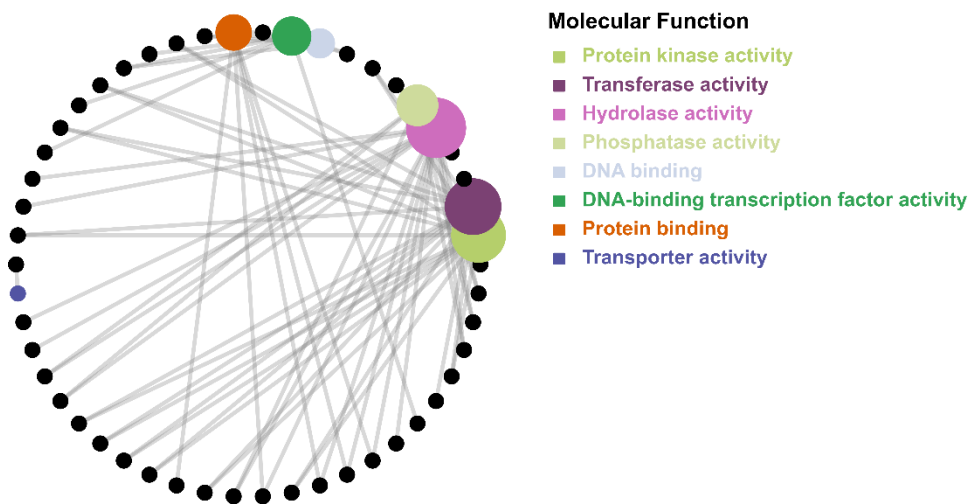 Molecular Function
Protein kinase activity
Transferase activity
Hydrolase activity
Phosphatase activity
DNA binding
DNA-binding transcription factor activity
Protein binding
Transporter activity